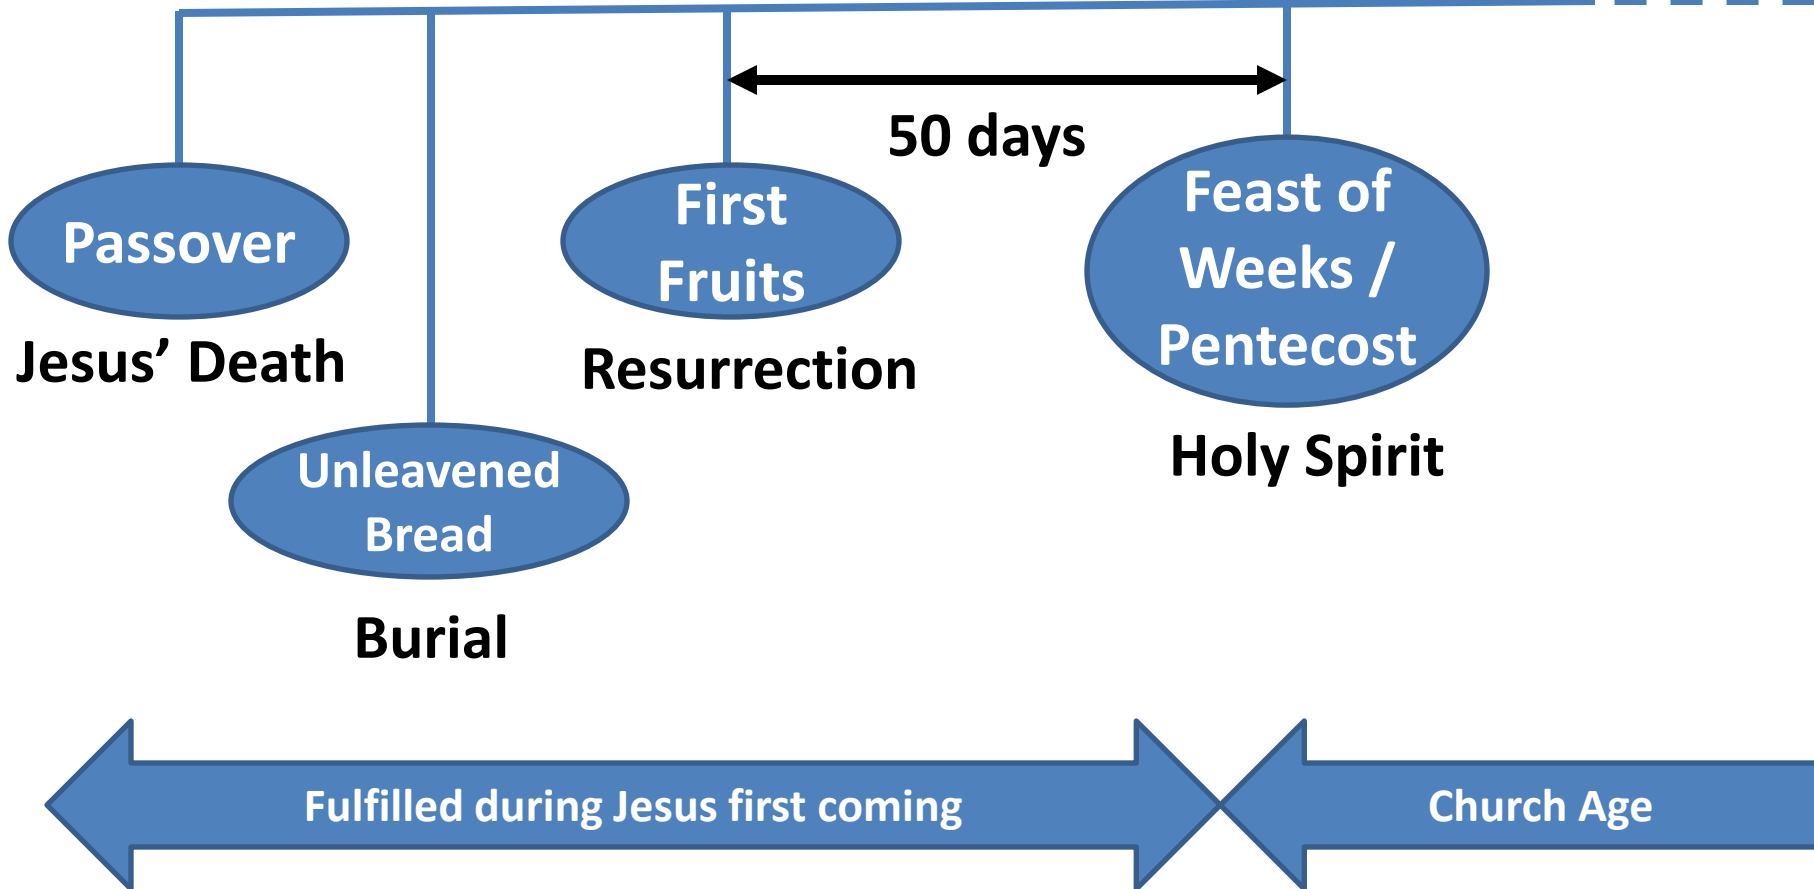 50 days
Passover
First
Fruits
Feast of
Weeks /
Pentecost
Jesus’ Death
Resurrection
Holy Spirit
Unleavened
Bread
Burial
Fulfilled during Jesus first coming
Church Age